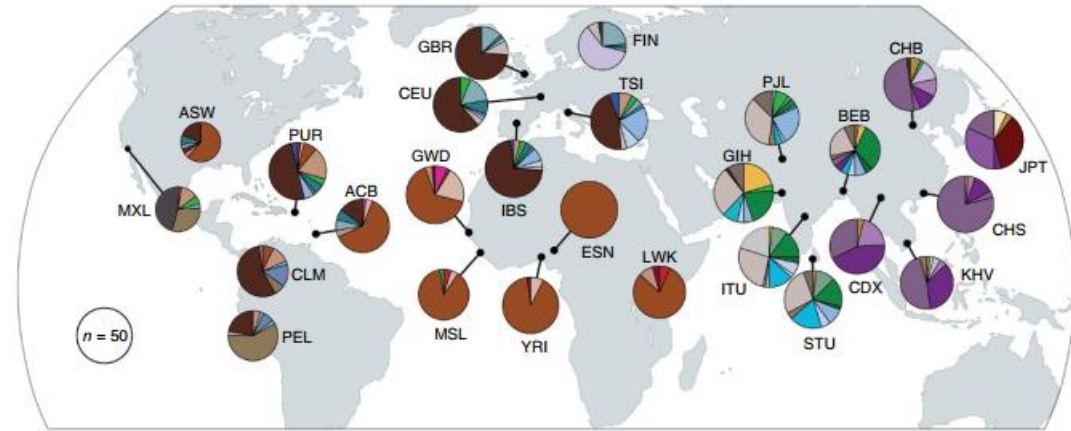 GBR
FIN
CHB
CEU
TSI
PJL
BEB
ASW
PUR
JPT
GWD
GIH
MXL
ACB
IBS
ESN
CHS
LWK
CLM
ITU
CDX
KHV
MSL
n = 50
PEL
YRI
STU